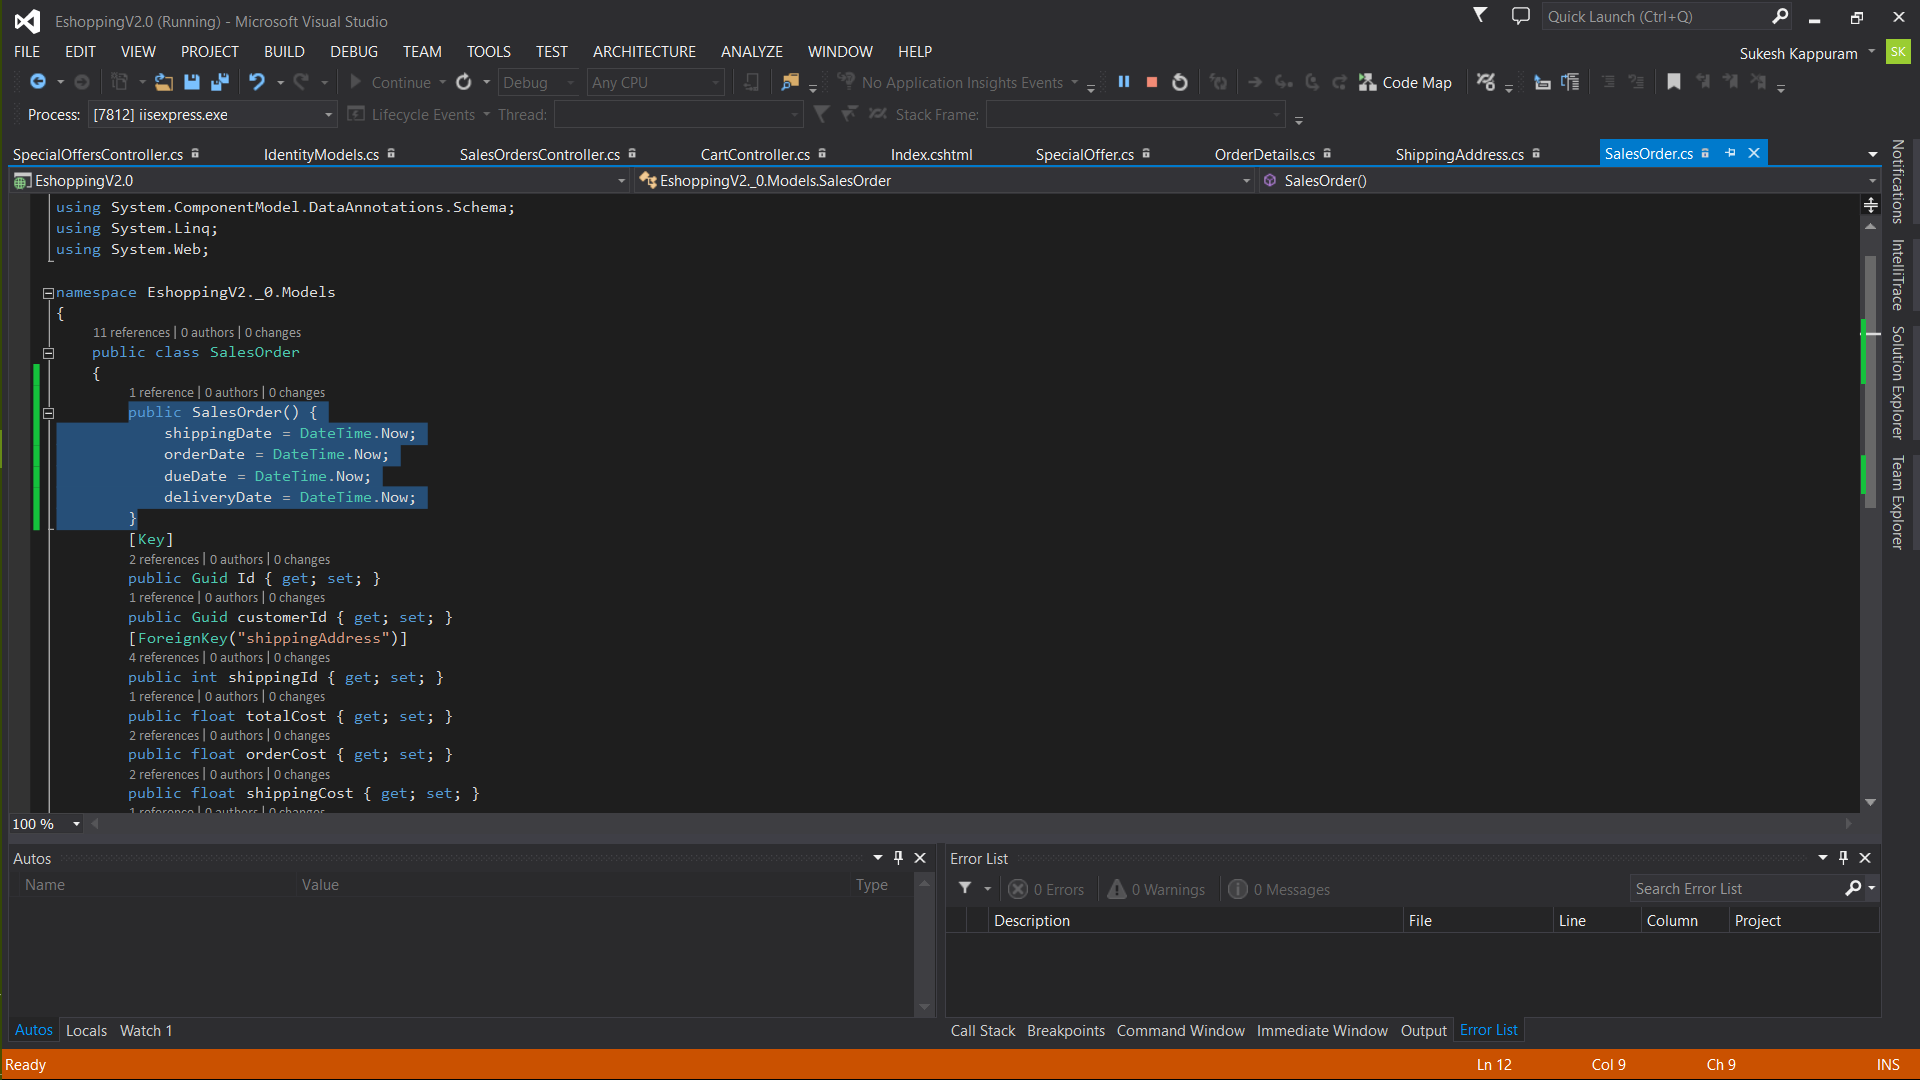 EshoppingV2.0 (Running) - Microsoft Visual Studio
Quick Launch (Ctrl+Q)
FILE EDIT VIEW PROJECT BUILD DEBUG TEAM TOOLS TEST ARCHITECTURE ANALYZE WINDOW HELP
Sukesh Kappuram SK
Continue Debug Any CPU No Application Insights Events Code Map
Process: [7812] iisexpress.exe Lifecycle Events Thread: Stack Frame:
SpecialOffersController.cs IdentityModels.cs SalesOrdersController.cs CartController.cs Index.cshtml SpecialOffer.cs OrderDetails.cs ShippingAddress.cs SalesOrder.cs
EshoppingV2.0 EshoppingV2._0.Models.SalesOrder SalesOrder()
using System.ComponentModel.DataAnnotations.Schema;
using System.Linq;
using System.Web;
namespace EshoppingV2._0.Models
{
11 references | 0 authors | 0 changes
public class SalesOrder
{
1 reference | 0 authors | 0 changes
public SalesOrder() {
shippingDate = DateTime.Now;
orderDate = DateTime.Now;
dueDate = DateTime.Now;
deliveryDate = DateTime.Now;
}
[Key]
2 references | 0 authors | 0 changes
public Guid Id { get; set; }
1 reference | 0 authors | 0 changes
public Guid customerId { get; set; }
[ForeignKey("shippingAddress")]
4 references | 0 authors | 0 changes
public int shippingId { get; set; }
1 reference | 0 authors | 0 changes
public float totalCost { get; set; }
2 references | 0 authors | 0 changes
public float orderCost { get; set; }
2 references | 0 authors | 0 changes
public float shippingCost { get; set; }
1 reference | 0 authors | 0 changes
100 %
Notifications
IntelliTrace
Solution Explorer
Team Explorer
Autos
Name Value Type
Autos Locals Watch 1
Error List
0 Errors 0 Warnings 0 Messages Search Error List
Description File Line Column Project
Call Stack Breakpoints Command Window Immediate Window Output Error List
Ready Ln 12 Col 9 Ch 9 INS